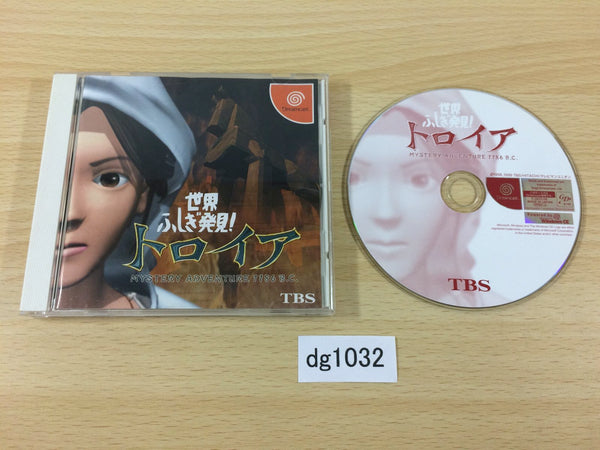 Dreamcast
世界
ふしぎ発見!
トロイア
MYSTERY ADVENTURE 1186 B.C.
TBS
世界
ふしぎ発見!
トロイア
MYSTERY ADVENTURE 1186 B.C.
Dreamcast
Windows CE
TBS
dg1032